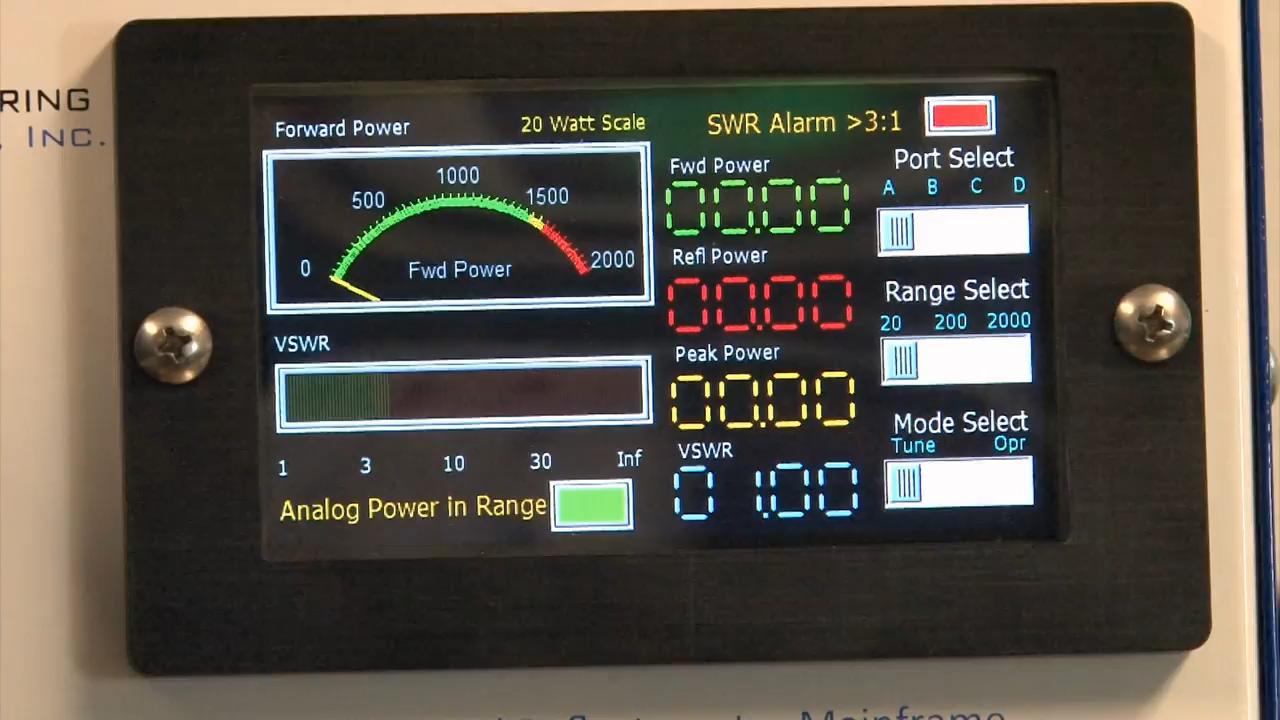 RING
, INC.
Forward Power
20 Watt Scale
SWR Alarm >3:1
0
500
1000
1500
2000
Fwd Power
VSWR
1 3 10 30 Inf
Analog Power in Range
Fwd Power
00.00
Refl Power
00.00
Peak Power
00.00
VSWR
0 1.00
Port Select
A B C D
Range Select
20 200 2000
Mode Select
Tune Opr
Mainframe